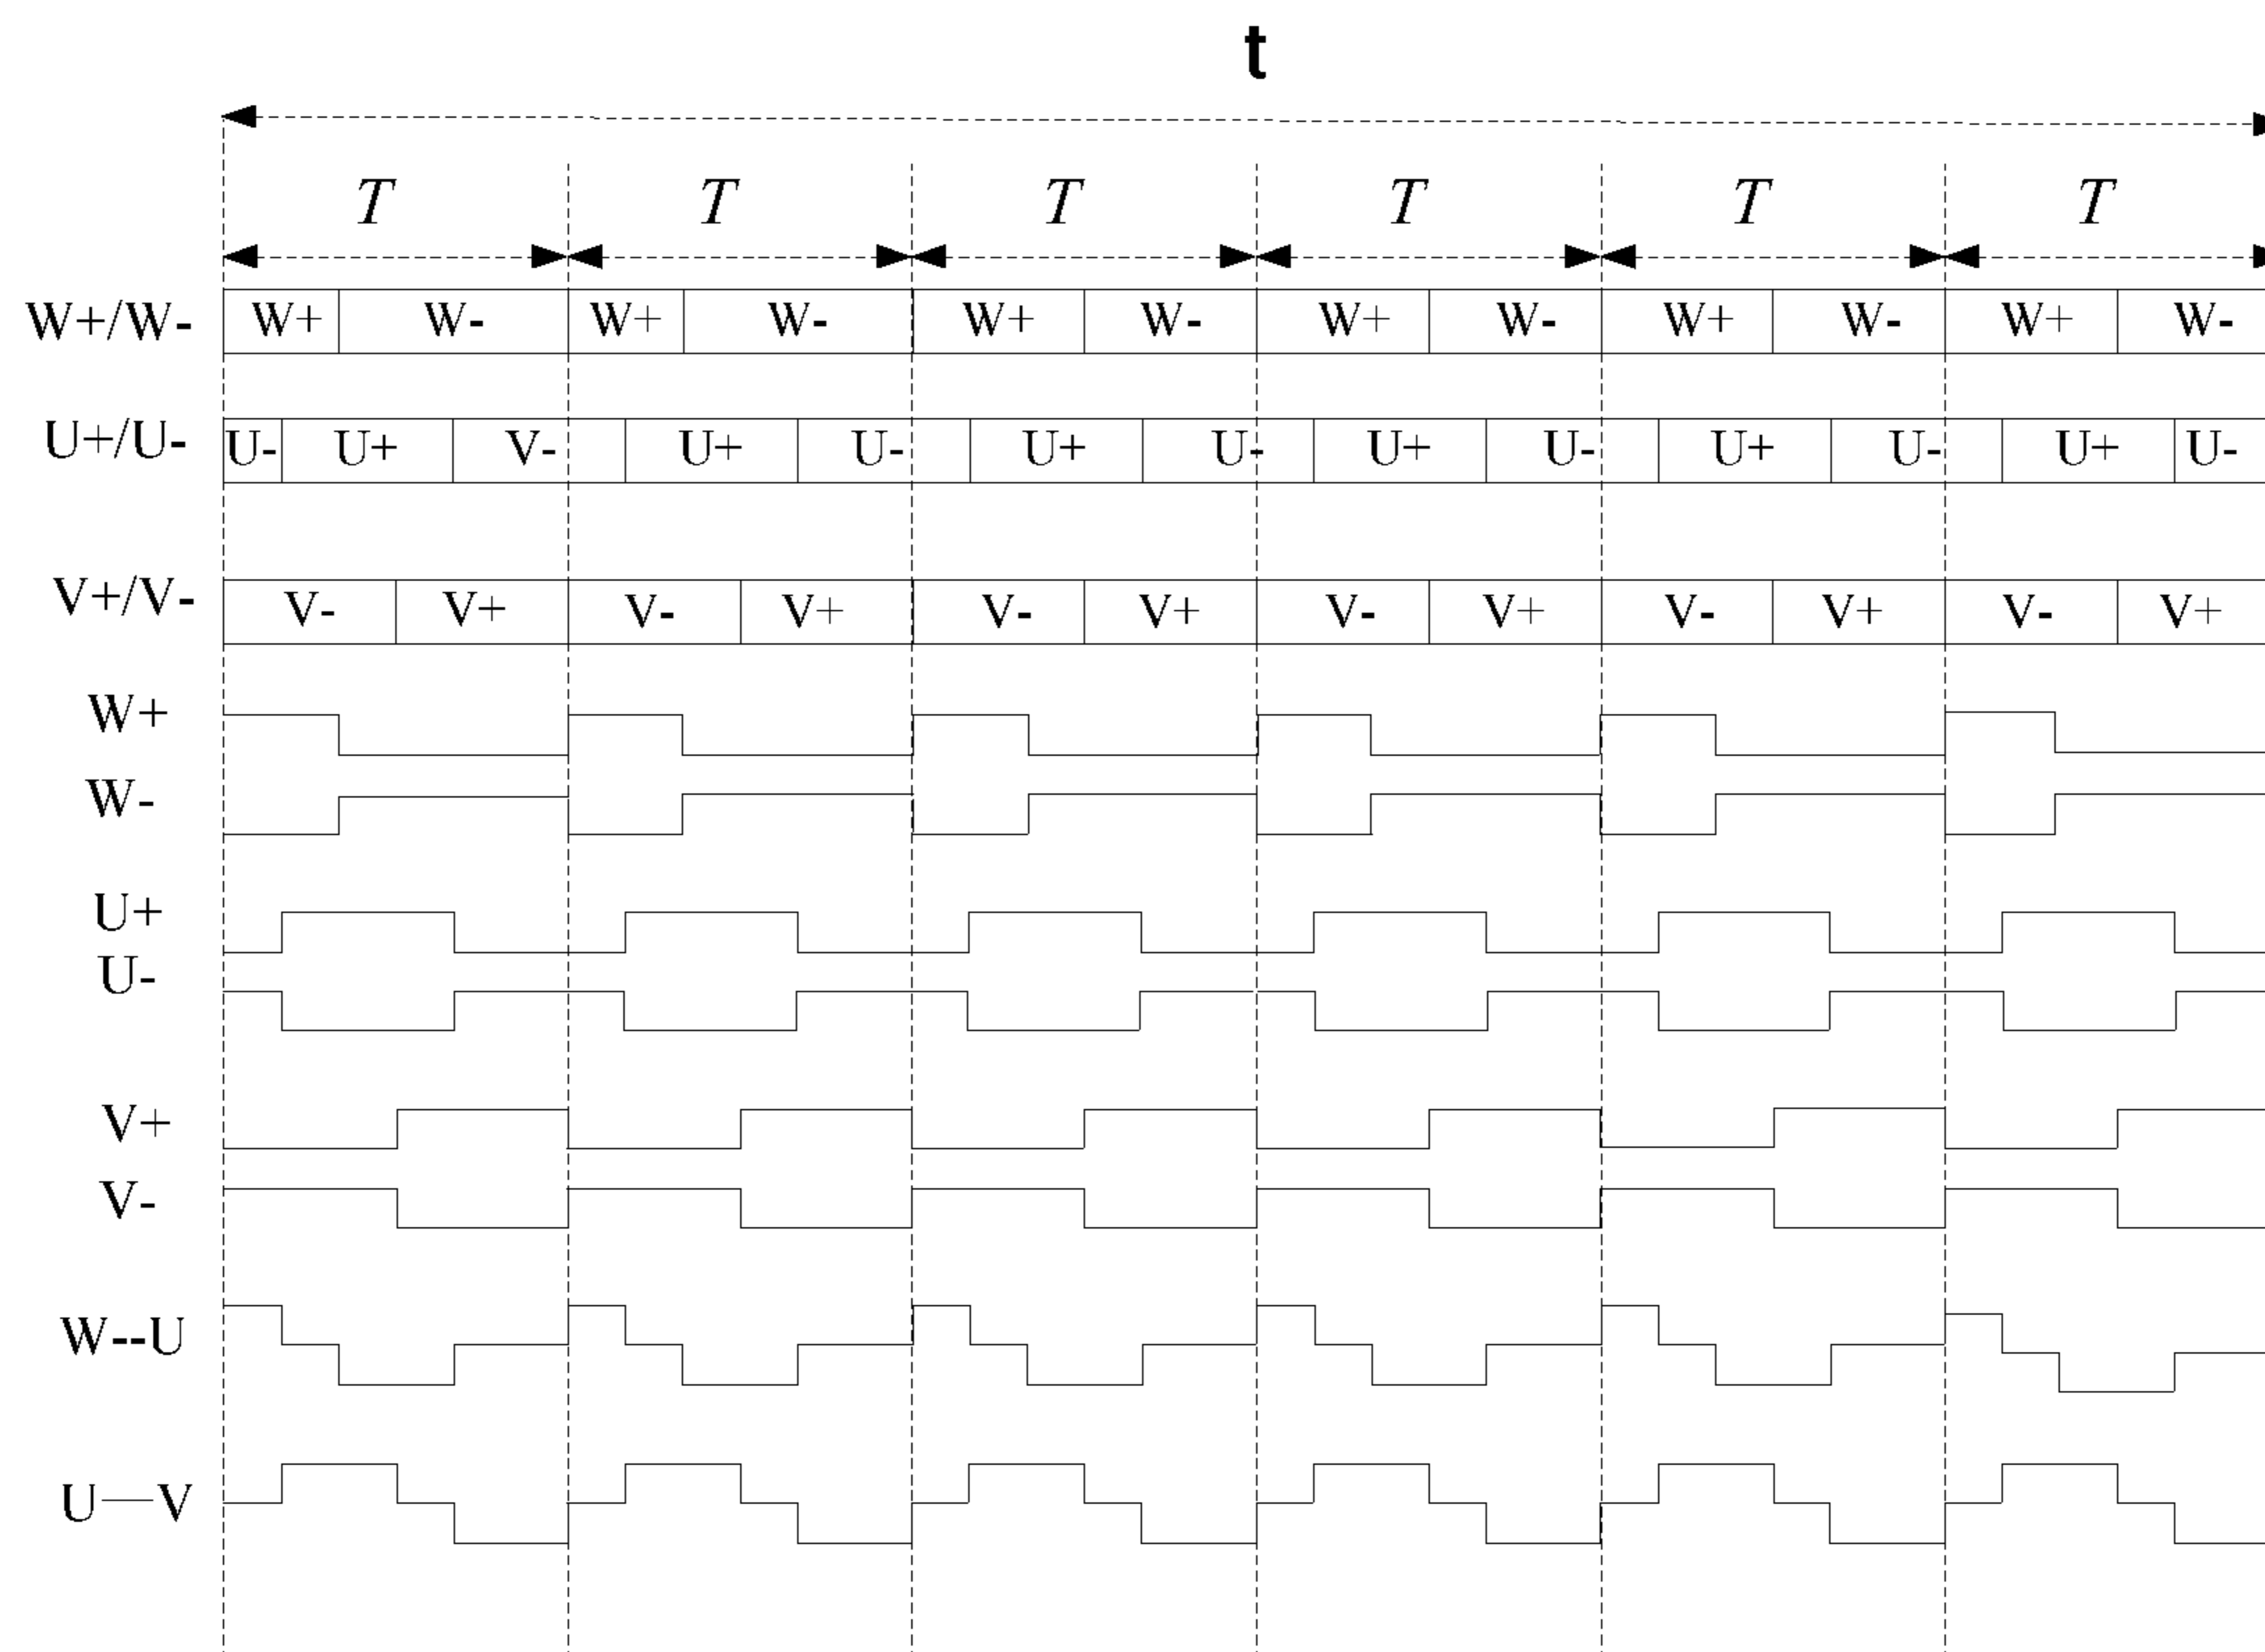 t
T T T T T T
W+/W- W+ W- W+ W- W+ W- W+ W- W+ W- W+ W-
U+/U- U- U+ V- U+ U- U+ U- U+ U- U+ U- U+ U-
V+/V- V- V+ V- V+ V- V+ V- V+ V- V+ V- V+
W+
W-
U+
U-
V+
V-
W--U
U—V